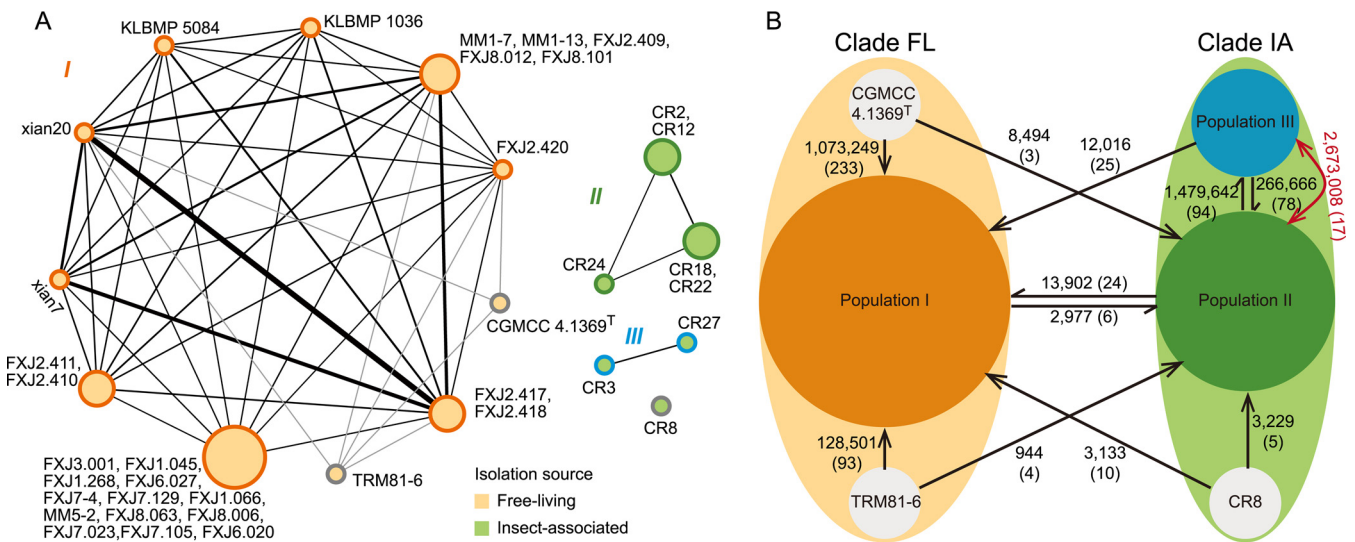 A
KLBMP 5084
KLBMP 1036
MM1-7, MM1-13, FXJ2.409,
FXJ8.012, FXJ8.101
I
xian20
FXJ2.420
xian7
CGMCC 4.1369ᵀ
FXJ2.411,
FXJ2.410
FXJ2.417,
FXJ2.418
TRM81-6
FXJ3.001, FXJ1.045,
FXJ1.268, FXJ6.027,
FXJ7-4, FXJ7.129, FXJ1.066,
MM5-2, FXJ8.063, FXJ8.006,
FXJ7.023,FXJ7.105, FXJ6.020
CR2,
CR12
II
CR24
CR18,
CR22
III
CR27
CR3
CR8
Isolation source
Free-living
Insect-associated
B
Clade FL
Clade IA
CGMCC
4.1369ᵀ
Population III
1,073,249
(233)
8,494
(3)
12,016
(25)
1,479,642
(94)
266,666
(78)
2,673,008 (17)
Population I
13,902 (24)
2,977 (6)
Population II
128,501
(93)
944
(4)
3,133
(10)
3,229
(5)
TRM81-6
CR8